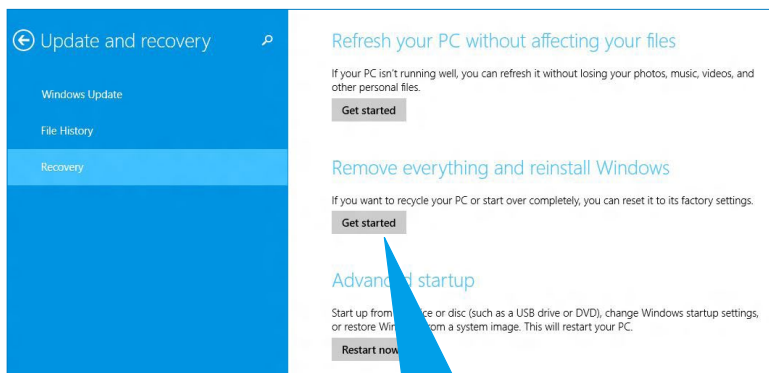 Update and recovery
Windows Update
File History
Recovery
Refresh your PC without affecting your files
If your PC isn't running well, you can refresh it without losing your photos, music, videos, and
other personal files.
Get started
Remove everything and reinstall Windows
If you want to recycle your PC or start over completely, you can reset it to its factory settings.
Get started
Advanced startup
Start up from or disc (such as a USB drive or DVD), change Windows startup settings,
or restore from a system image. This will restart your PC.
Restart now